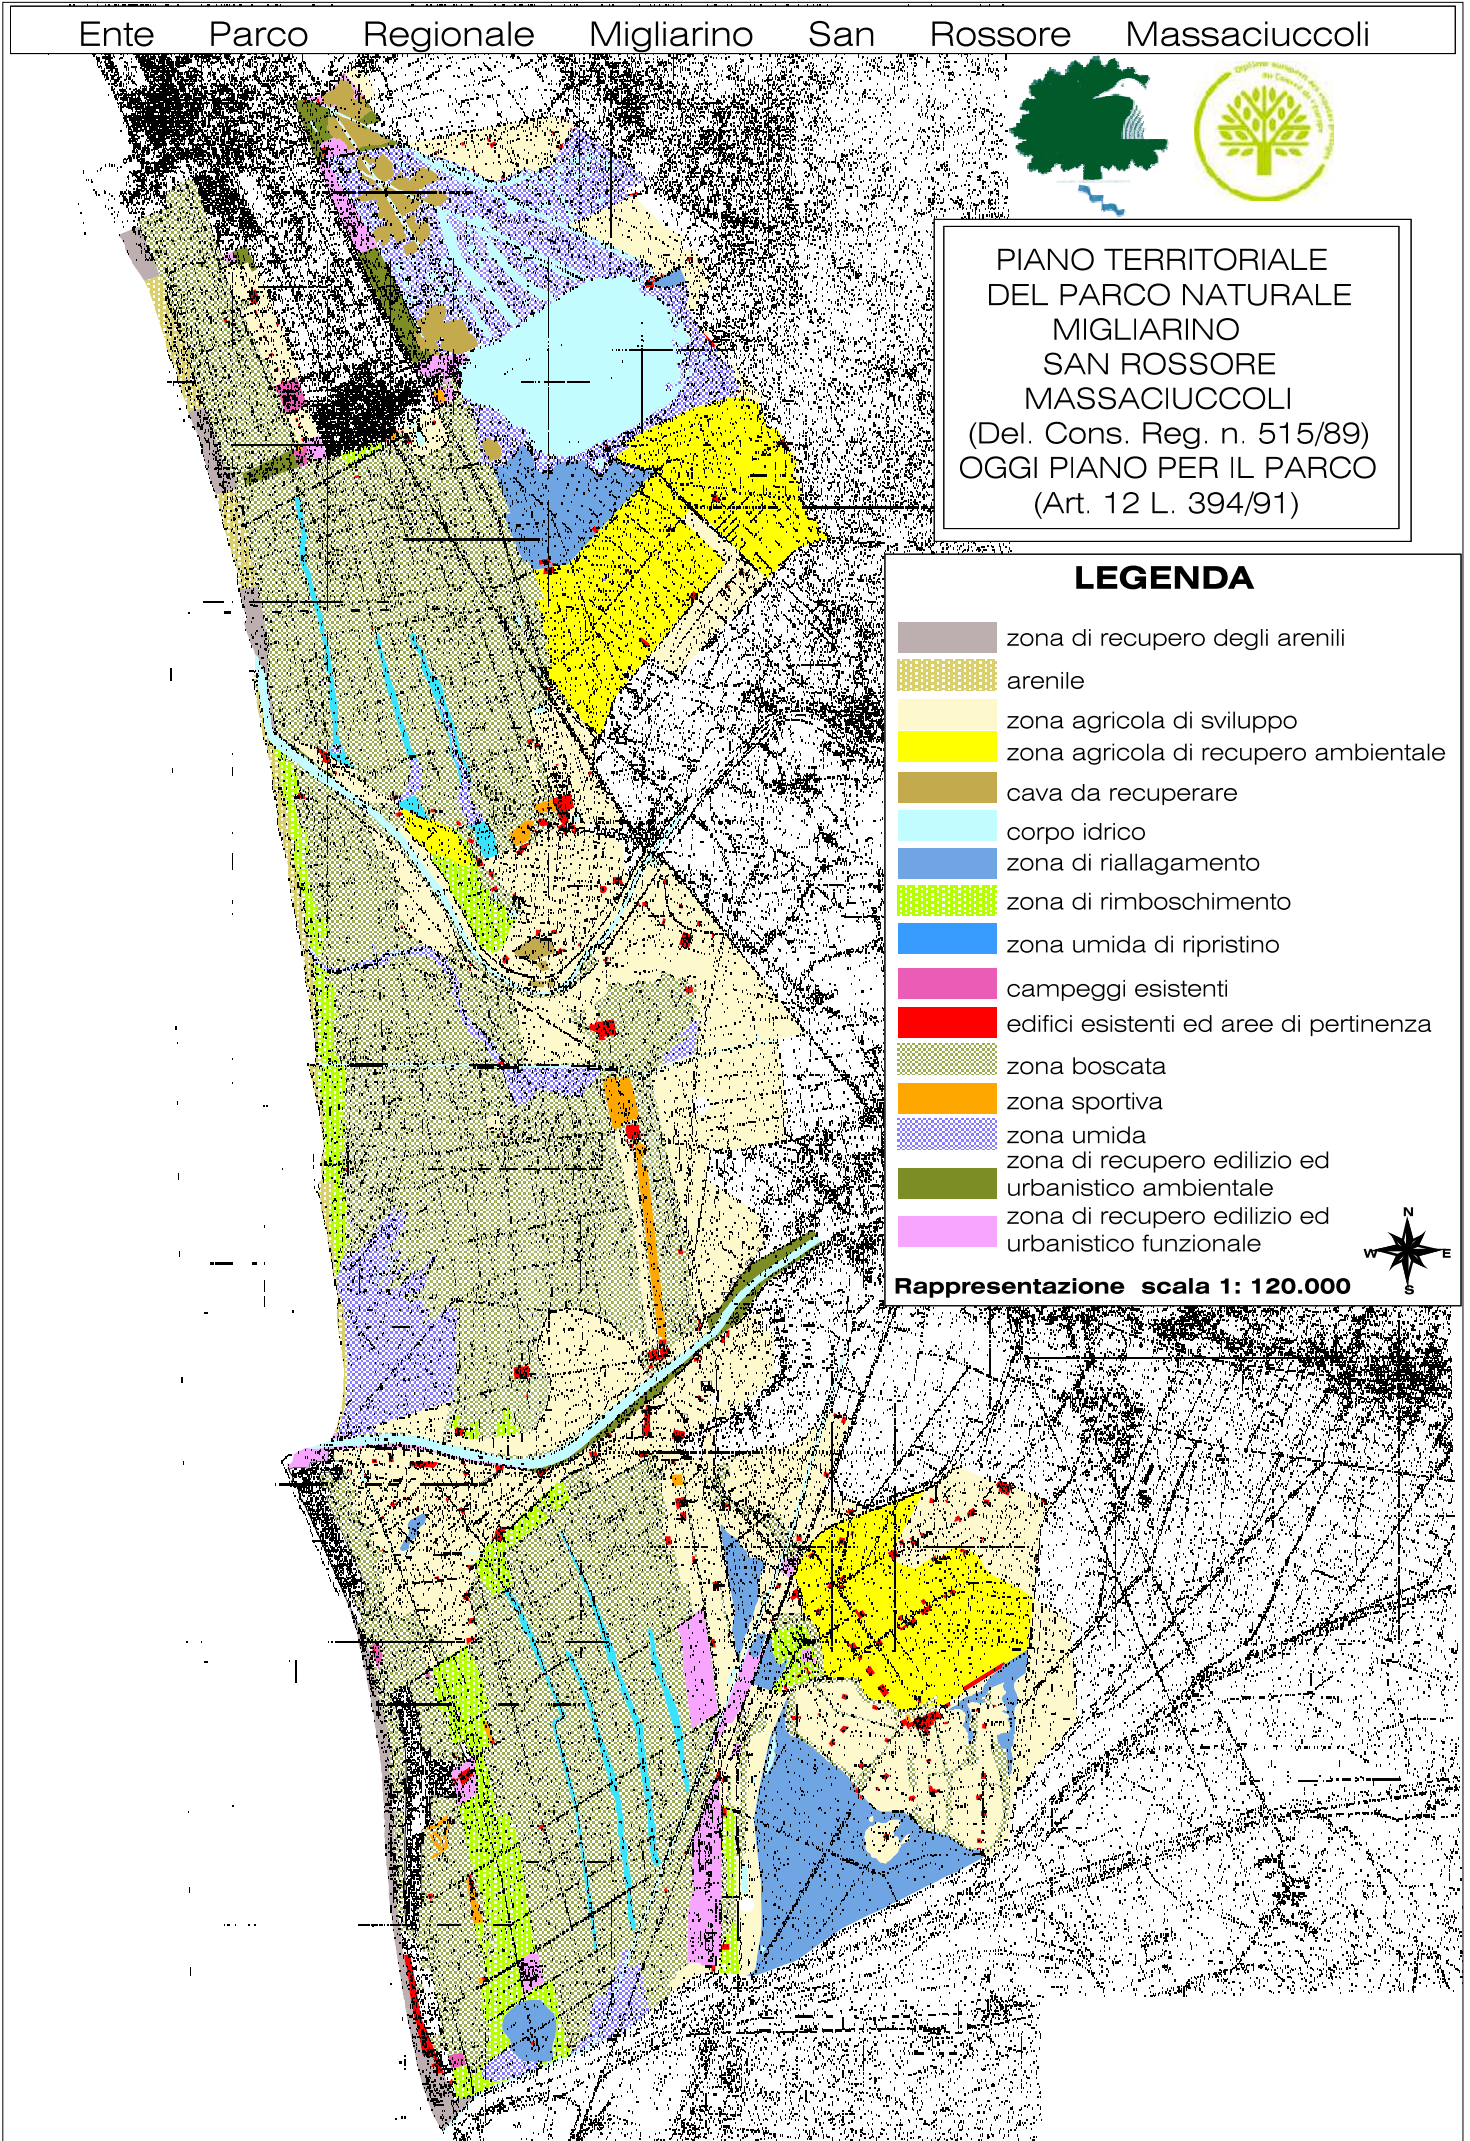 Ente Parco Regionale Migliarino San Rossore Massaciuccoli
PIANO TERRITORIALE
DEL PARCO NATURALE
MIGLIARINO
SAN ROSSORE
MASSACIUCCOLI
(Del. Cons. Reg. n. 515/89)
OGGI PIANO PER IL PARCO
(Art. 12 L. 394/91)
LEGENDA
zona di recupero degli arenili
arenile
zona agricola di sviluppo
zona agricola di recupero ambientale
cava da recuperare
corpo idrico
zona di riallagamento
zona di rimboschimento
zona umida di ripristino
campeggi esistenti
edifici esistenti ed aree di pertinenza
zona boscata
zona sportiva
zona umida
zona di recupero edilizio ed
urbanistico ambientale
zona di recupero edilizio ed
urbanistico funzionale
N
W E
S
Rappresentazione scala 1: 120.000